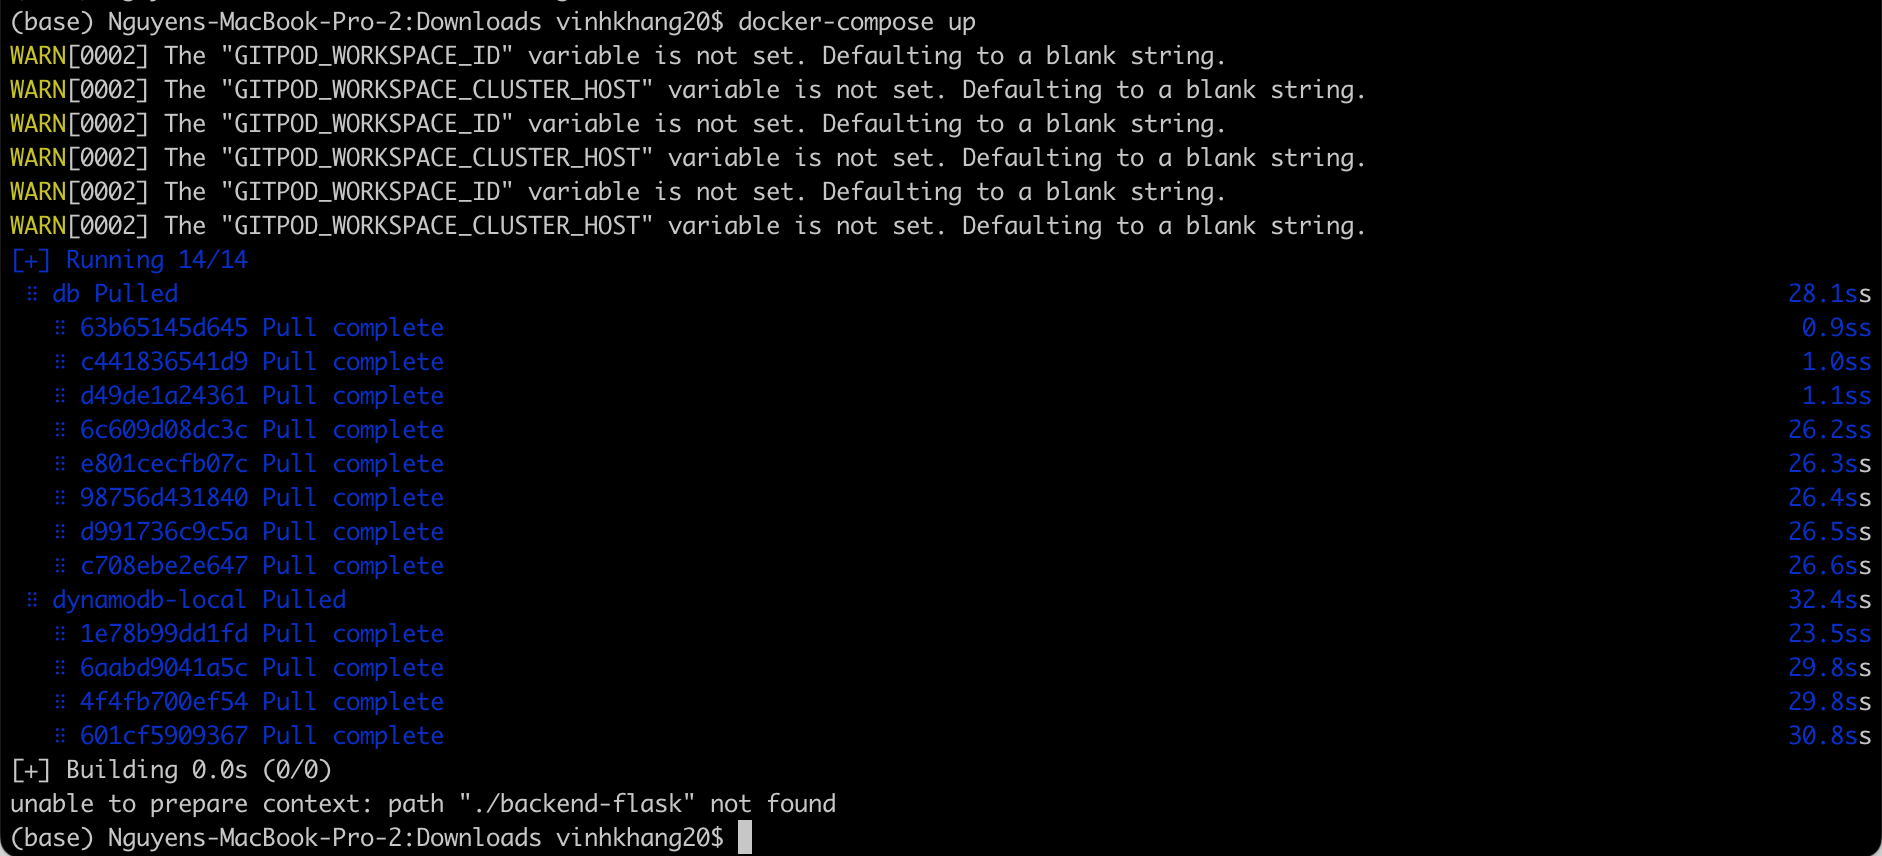 (base) Nguyens-MacBook-Pro-2:Downloads vinhkhang20$ docker-compose up
WARN[0002] The "GITPOD_WORKSPACE_ID" variable is not set. Defaulting to a blank string.
WARN[0002] The "GITPOD_WORKSPACE_CLUSTER_HOST" variable is not set. Defaulting to a blank string.
WARN[0002] The "GITPOD_WORKSPACE_ID" variable is not set. Defaulting to a blank string.
WARN[0002] The "GITPOD_WORKSPACE_CLUSTER_HOST" variable is not set. Defaulting to a blank string.
WARN[0002] The "GITPOD_WORKSPACE_ID" variable is not set. Defaulting to a blank string.
WARN[0002] The "GITPOD_WORKSPACE_CLUSTER_HOST" variable is not set. Defaulting to a blank string.
[+] Running 14/14
⠿ db Pulled 28.1ss
⠿ 63b65145d645 Pull complete 0.9ss
⠿ c441836541d9 Pull complete 1.0ss
⠿ d49de1a24361 Pull complete 1.1ss
⠿ 6c609d08dc3c Pull complete 26.2ss
⠿ e801cecfb07c Pull complete 26.3ss
⠿ 98756d431840 Pull complete 26.4ss
⠿ d991736c9c5a Pull complete 26.5ss
⠿ c708ebe2e647 Pull complete 26.6ss
⠿ dynamodb-local Pulled 32.4ss
⠿ 1e78b99dd1fd Pull complete 23.5ss
⠿ 6aabd9041a5c Pull complete 29.8ss
⠿ 4f4fb700ef54 Pull complete 29.8ss
⠿ 601cf5909367 Pull complete 30.8ss
[+] Building 0.0s (0/0)
unable to prepare context: path "./backend-flask" not found
(base) Nguyens-MacBook-Pro-2:Downloads vinhkhang20$